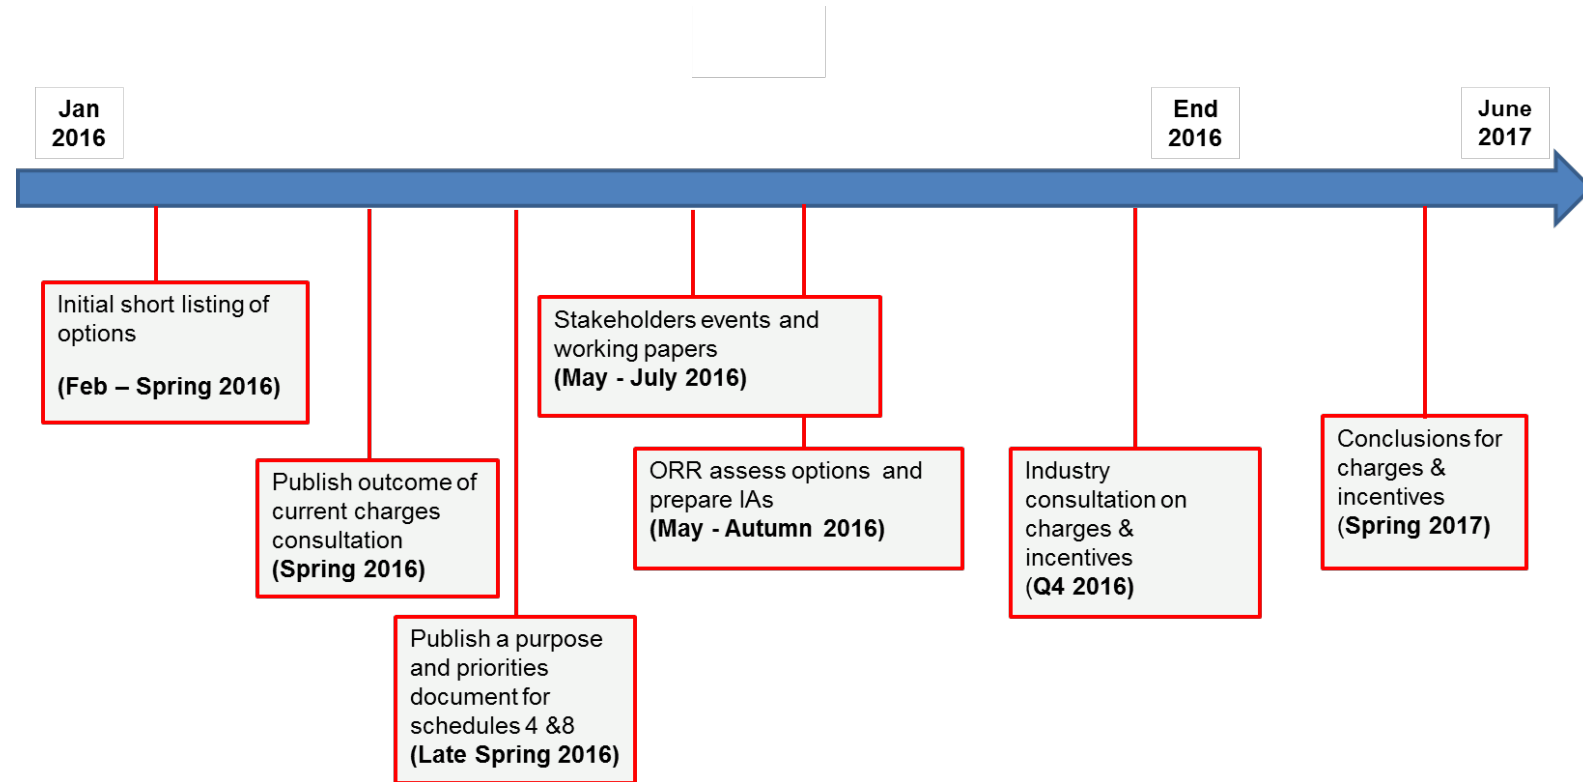 Jan
2016
End
2016
June
2017
Initial short listing of
options
(Feb – Spring 2016)
Publish outcome of
current charges
consultation
(Spring 2016)
Publish a purpose
and priorities
document for
schedules 4 &8
(Late Spring 2016)
Stakeholders events and
working papers
(May - July 2016)
ORR assess options and
prepare IAs
(May - Autumn 2016)
Industry
consultation on
charges &
incentives
(Q4 2016)
Conclusions for
charges &
incentives
(Spring 2017)